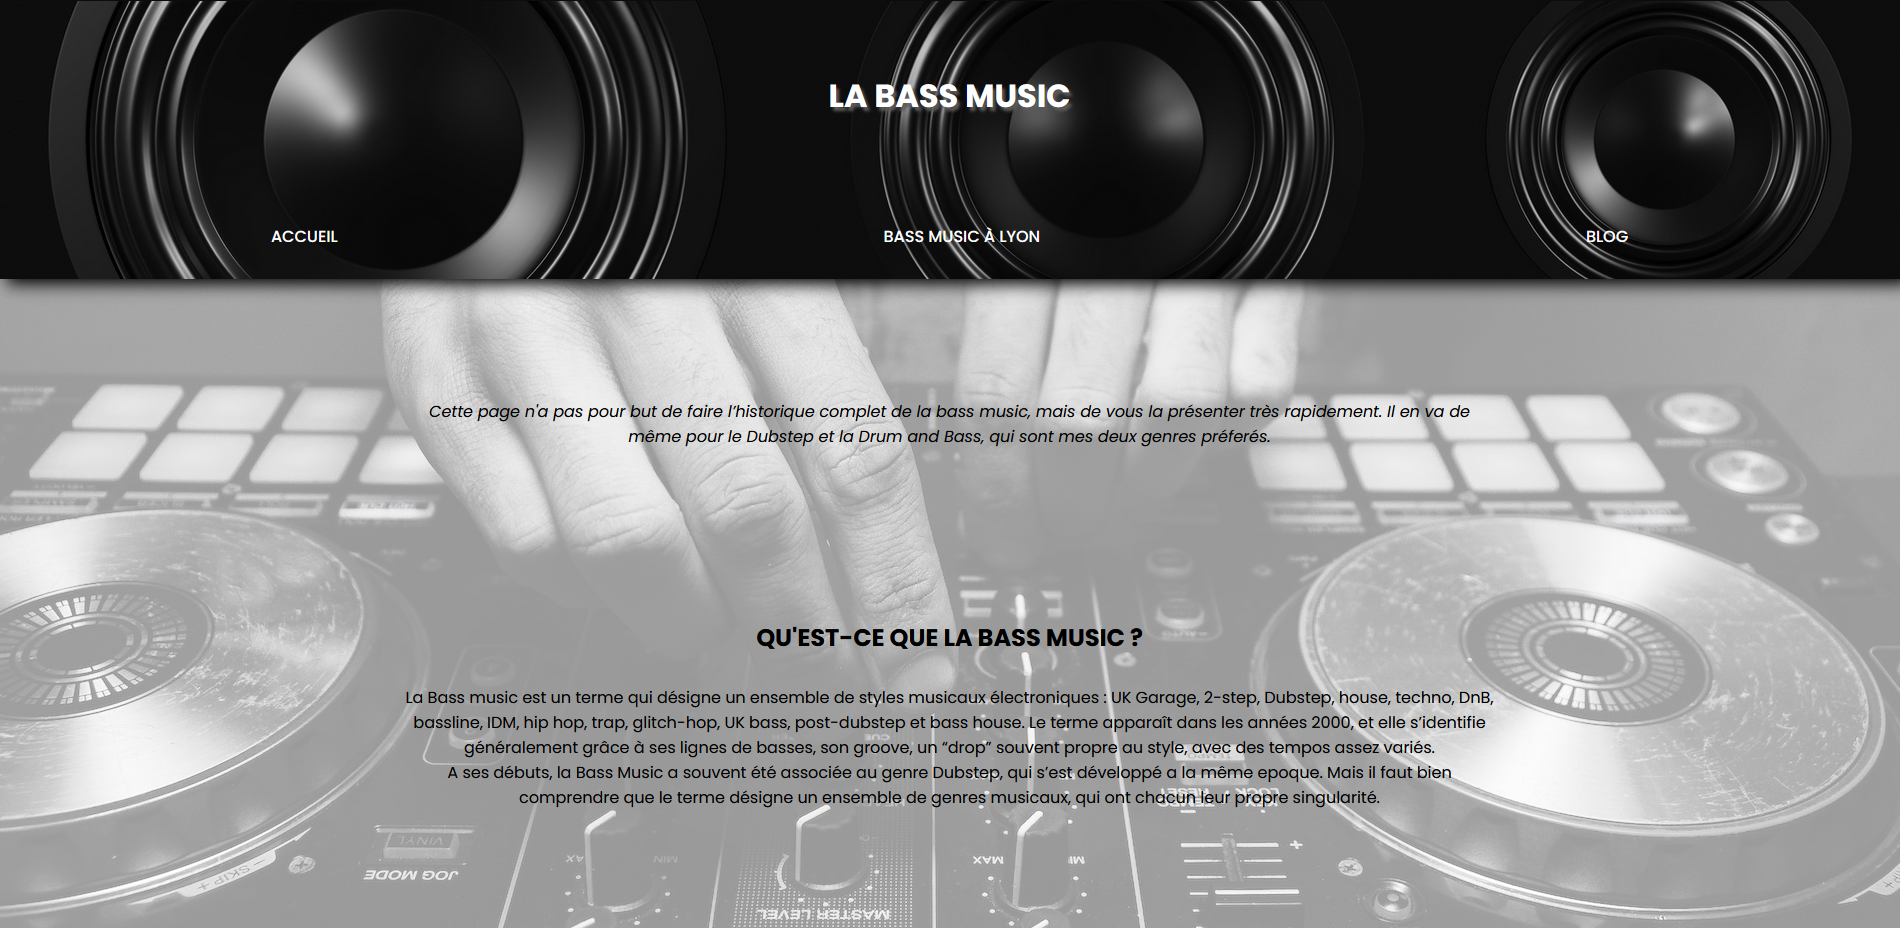 LA BASS MUSIC
ACCUEIL
BASS MUSIC À LYON
BLOG
Cette page n'a pas pour but de faire l’historique complet de la bass music, mais de vous la présenter très rapidement. Il en va de
même pour le Dubstep et la Drum and Bass, qui sont mes deux genres préferés.
QU'EST-CE QUE LA BASS MUSIC ?
La Bass music est un terme qui désigne un ensemble de styles musicaux électroniques : UK Garage, 2-step, Dubstep, house, techno, DnB,
bassline, IDM, hip hop, trap, glitch-hop, UK bass, post-dubstep et bass house. Le terme apparaît dans les années 2000, et elle s’identifie
généralement grâce à ses lignes de basses, son groove, un “drop” souvent propre au style, avec des tempos assez variés.
A ses débuts, la Bass Music a souvent été associée au genre Dubstep, qui s’est développé a la même epoque. Mais il faut bien
comprendre que le terme désigne un ensemble de genres musicaux, qui ont chacun leur propre singularité.
VINYL
JOG MODE
SKIP+
MASTER LEVEL
MAX
MIN